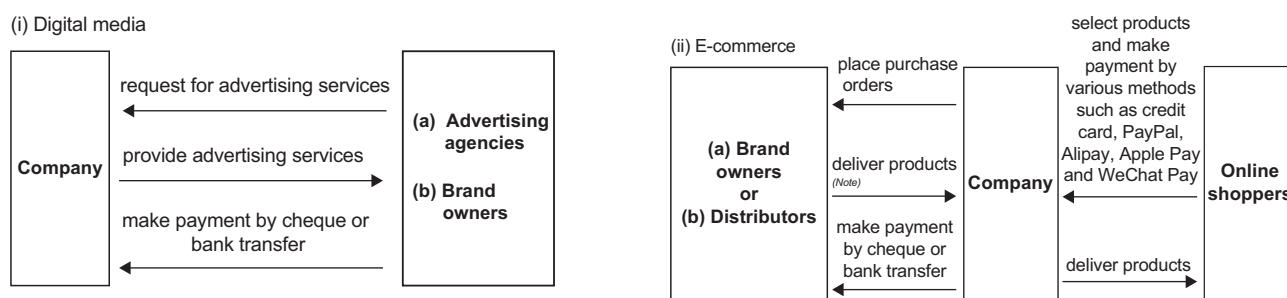 (i) Digital media
Company
request for advertising services
provide advertising services
make payment by cheque or
bank transfer
(a) Advertising
agencies
(b) Brand
owners
(ii) E-commerce
(a) Brand
owners
or
(b) Distributors
place purchase
orders
deliver products
(Note)
make payment
by cheque or
bank transfer
Company
select products
and make
payment by
various methods
such as credit
card, PayPal,
Alipay, Apple Pay
and WeChat Pay
deliver products
Online
shoppers